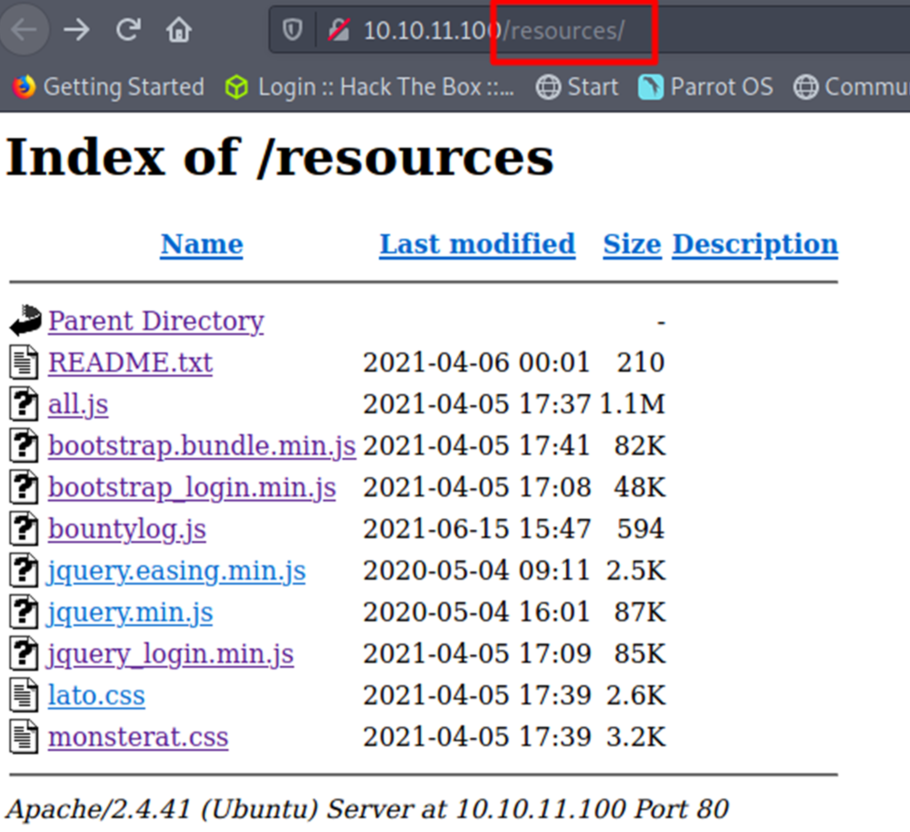 10.10.11.100/resources/
Getting Started Login :: Hack The Box ::... Start Parrot OS Commu
Index of /resources
Name Last modified Size Description
Parent Directory -
README.txt 2021-04-06 00:01 210
all.js 2021-04-05 17:37 1.1M
bootstrap.bundle.min.js 2021-04-05 17:41 82K
bootstrap_login.min.js 2021-04-05 17:08 48K
bountylog.js 2021-06-15 15:47 594
jquery.easing.min.js 2020-05-04 09:11 2.5K
jquery.min.js 2020-05-04 16:01 87K
jquery_login.min.js 2021-04-05 17:09 85K
lato.css 2021-04-05 17:39 2.6K
monsterat.css 2021-04-05 17:39 3.2K
Apache/2.4.41 (Ubuntu) Server at 10.10.11.100 Port 80